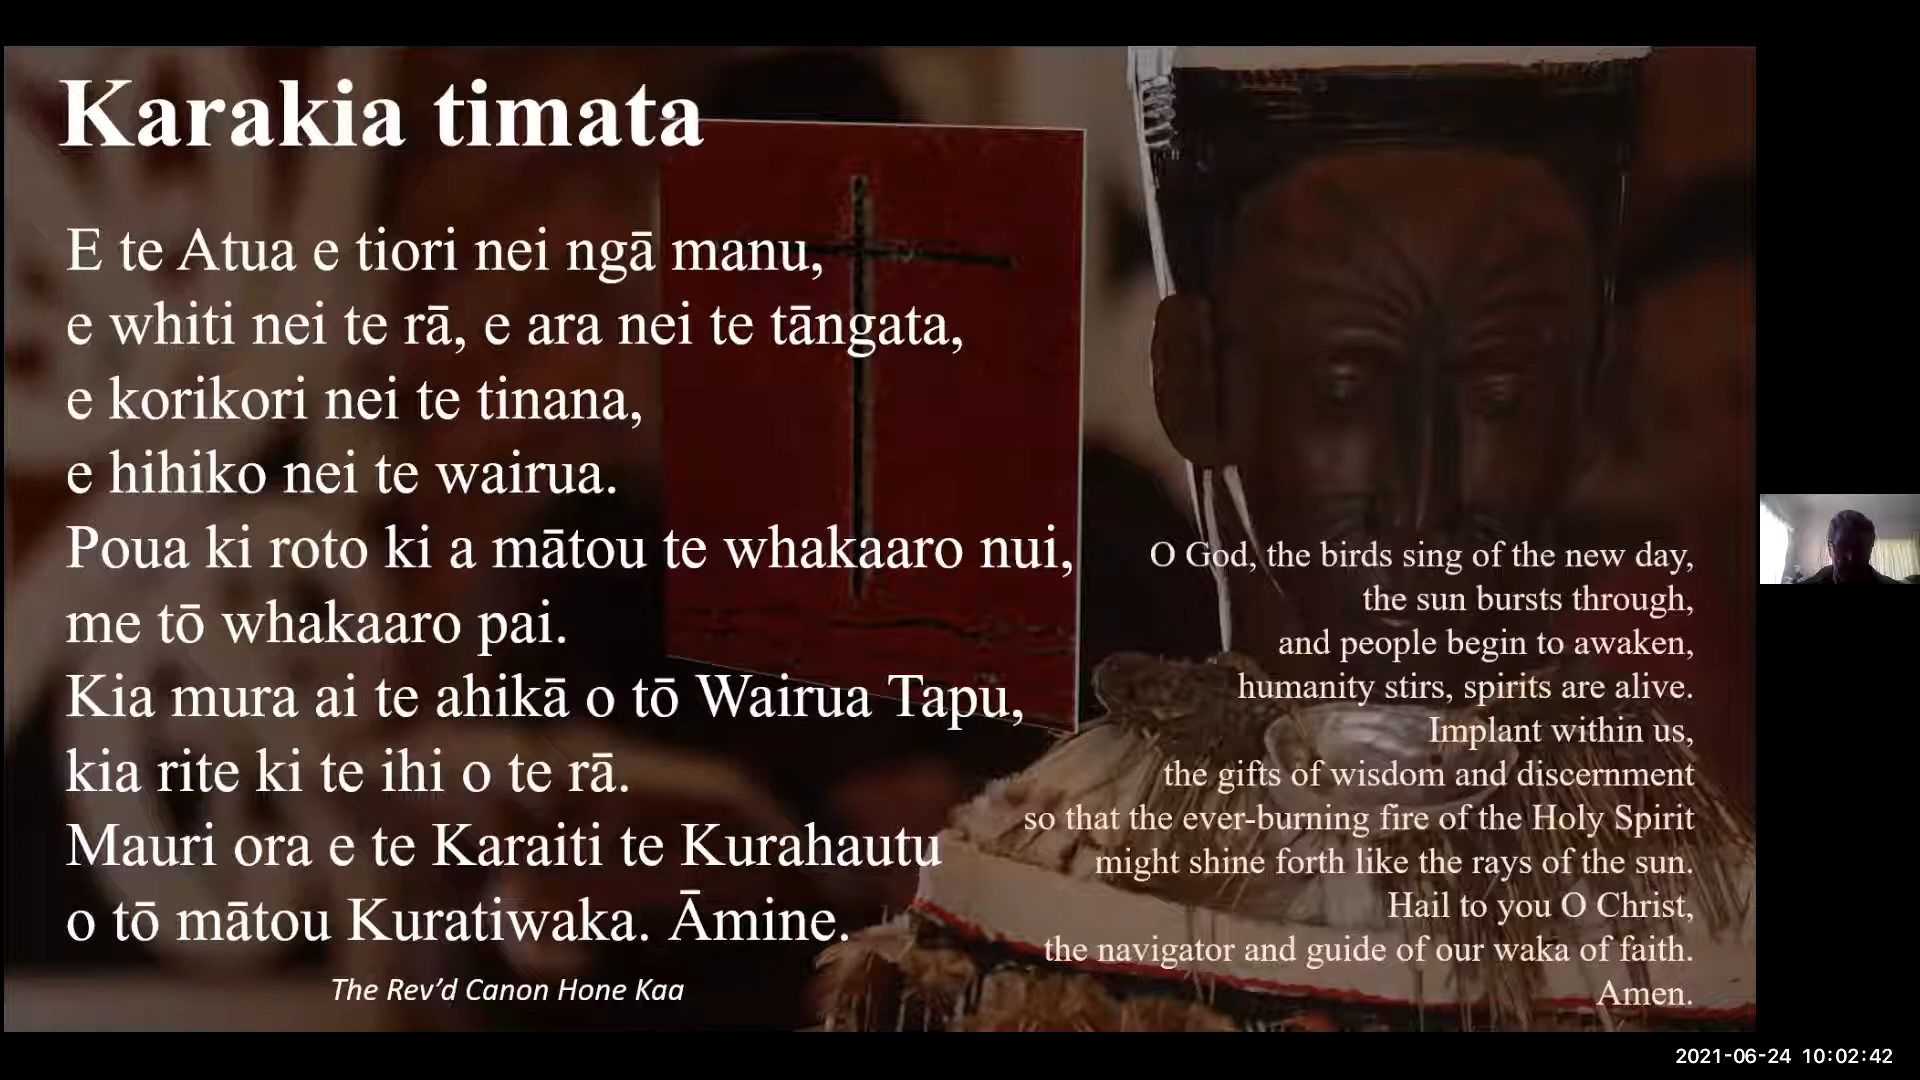 Karakia timata
E te Atua e tiori nei ngā manu,
e whiti nei te rā, e ara nei te tāngata,
e korikori nei te tinana,
e hihiko nei te wairua.
Poua ki roto ki a mātou te whakaaro nui,
me tō whakaaro pai.
Kia mura ai te ahikā o tō Wairua Tapu,
kia rite ki te ihi o te rā.
Mauri ora e te Karaiti te Kurahautu
o tō mātou Kuratiwaka. Āmine.
The Rev’d Canon Hone Kaa
O God, the birds sing of the new day,
the sun bursts through,
and people begin to awaken,
humanity stirs, spirits are alive.
Implant within us,
the gifts of wisdom and discernment
so that the ever-burning fire of the Holy Spirit
might shine forth like the rays of the sun.
Hail to you O Christ,
the navigator and guide of our waka of faith.
Amen.
2021-06-24 10:02:42